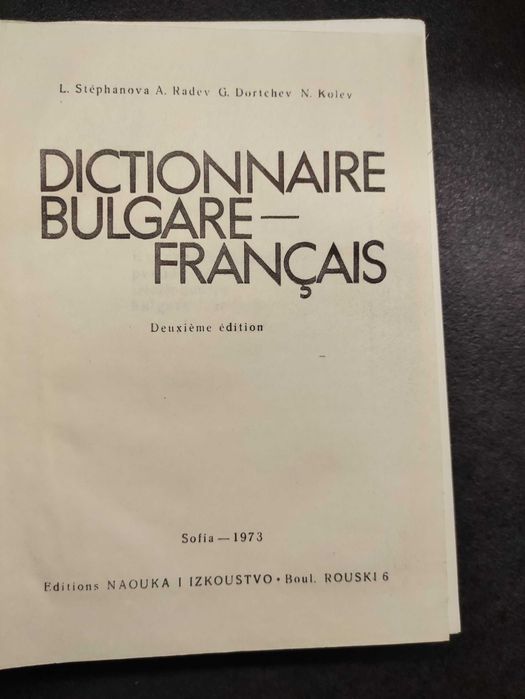 L. Stéphanova A. Radev G. Dortchev N. Kolev
DICTIONNAIRE
BULGARE—
FRANÇAIS
Deuxième édition
Sofia — 1973
Editions NAOUKA I IZKOUSTVO • Boul. ROUSKI 6